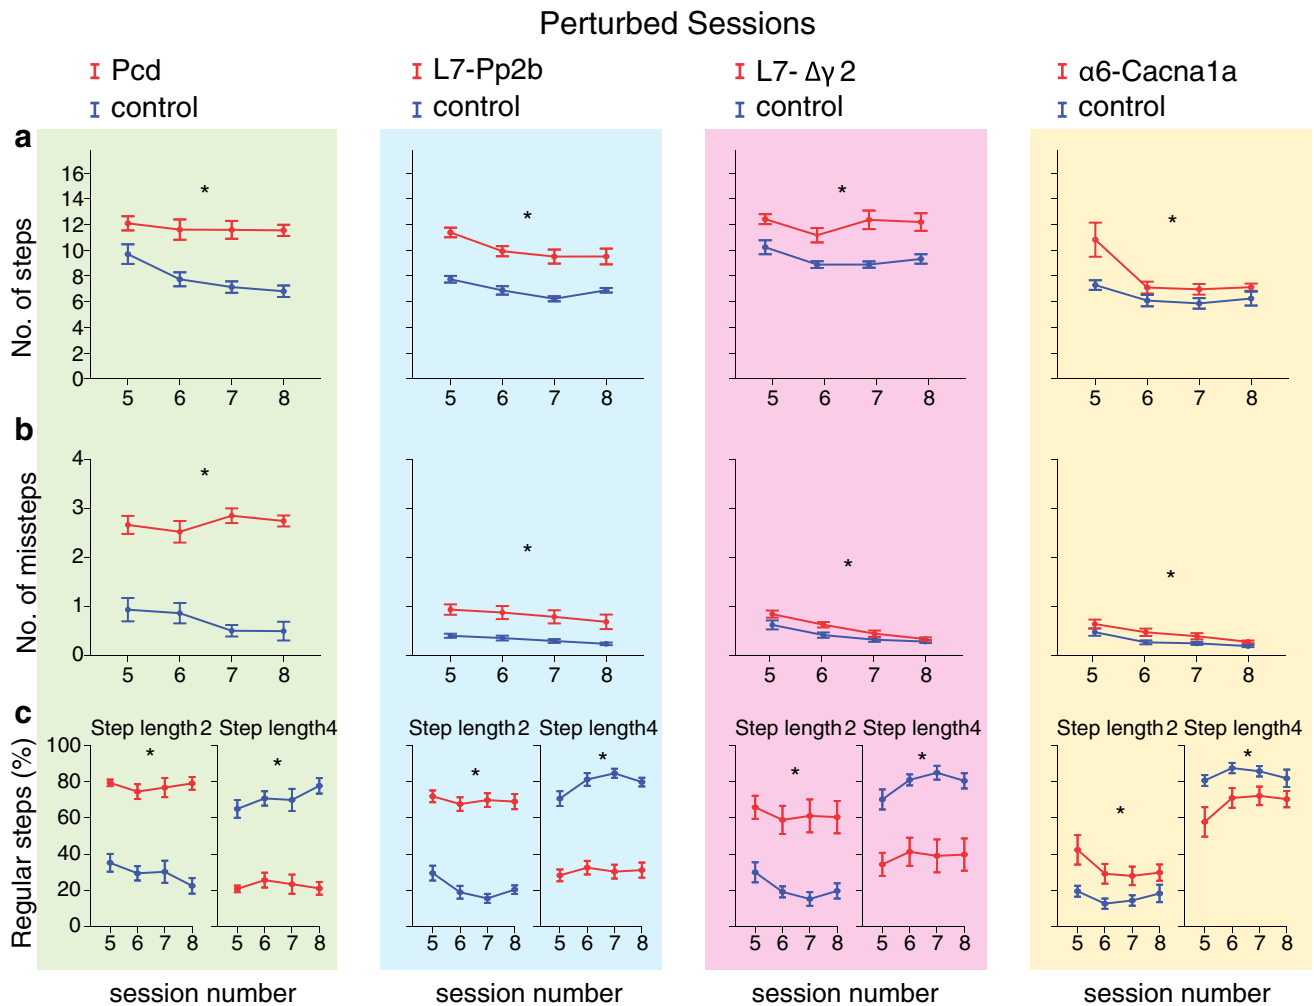 Perturbed Sessions
Pcd
control
L7-Pp2b
control
L7- Δγ 2
control
α6-Cacna1a
control
a
No. of steps
16
14
12
10
8
6
4
2
0
*
5 6 7 8
*
5 6 7 8
*
5 6 7 8
*
5 6 7 8
b
No. of missteps
4
3
2
1
0
*
5 6 7 8
*
5 6 7 8
*
5 6 7 8
*
5 6 7 8
c
Regular steps (%)
100
80
60
40
20
0
Step length 2
*
5 6 7 8
Step length 4
*
5 6 7 8
Step length 2
*
5 6 7 8
Step length 4
*
5 6 7 8
Step length 2
*
5 6 7 8
Step length 4
*
5 6 7 8
Step length 2
*
5 6 7 8
Step length 4
*
5 6 7 8
session number
session number
session number
session number